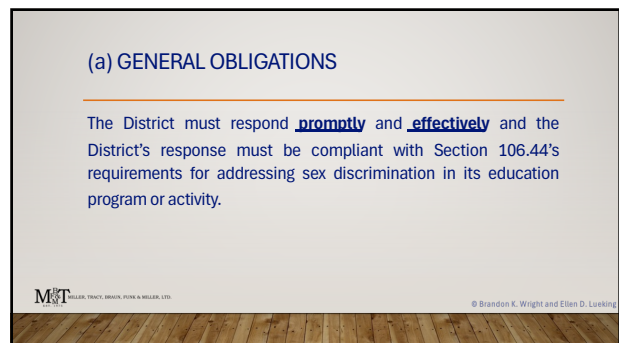 (a) GENERAL OBLIGATIONS
The District must respond promptly and effectively and the
District's response must be compliant with Section 106.44's
requirements for addressing sex discrimination in its education
program or activity.
MILLER, TRACY, BRAUN, FUNK & MILLER, LTD.
© Brandon K. Wright and Ellen D. Lueking